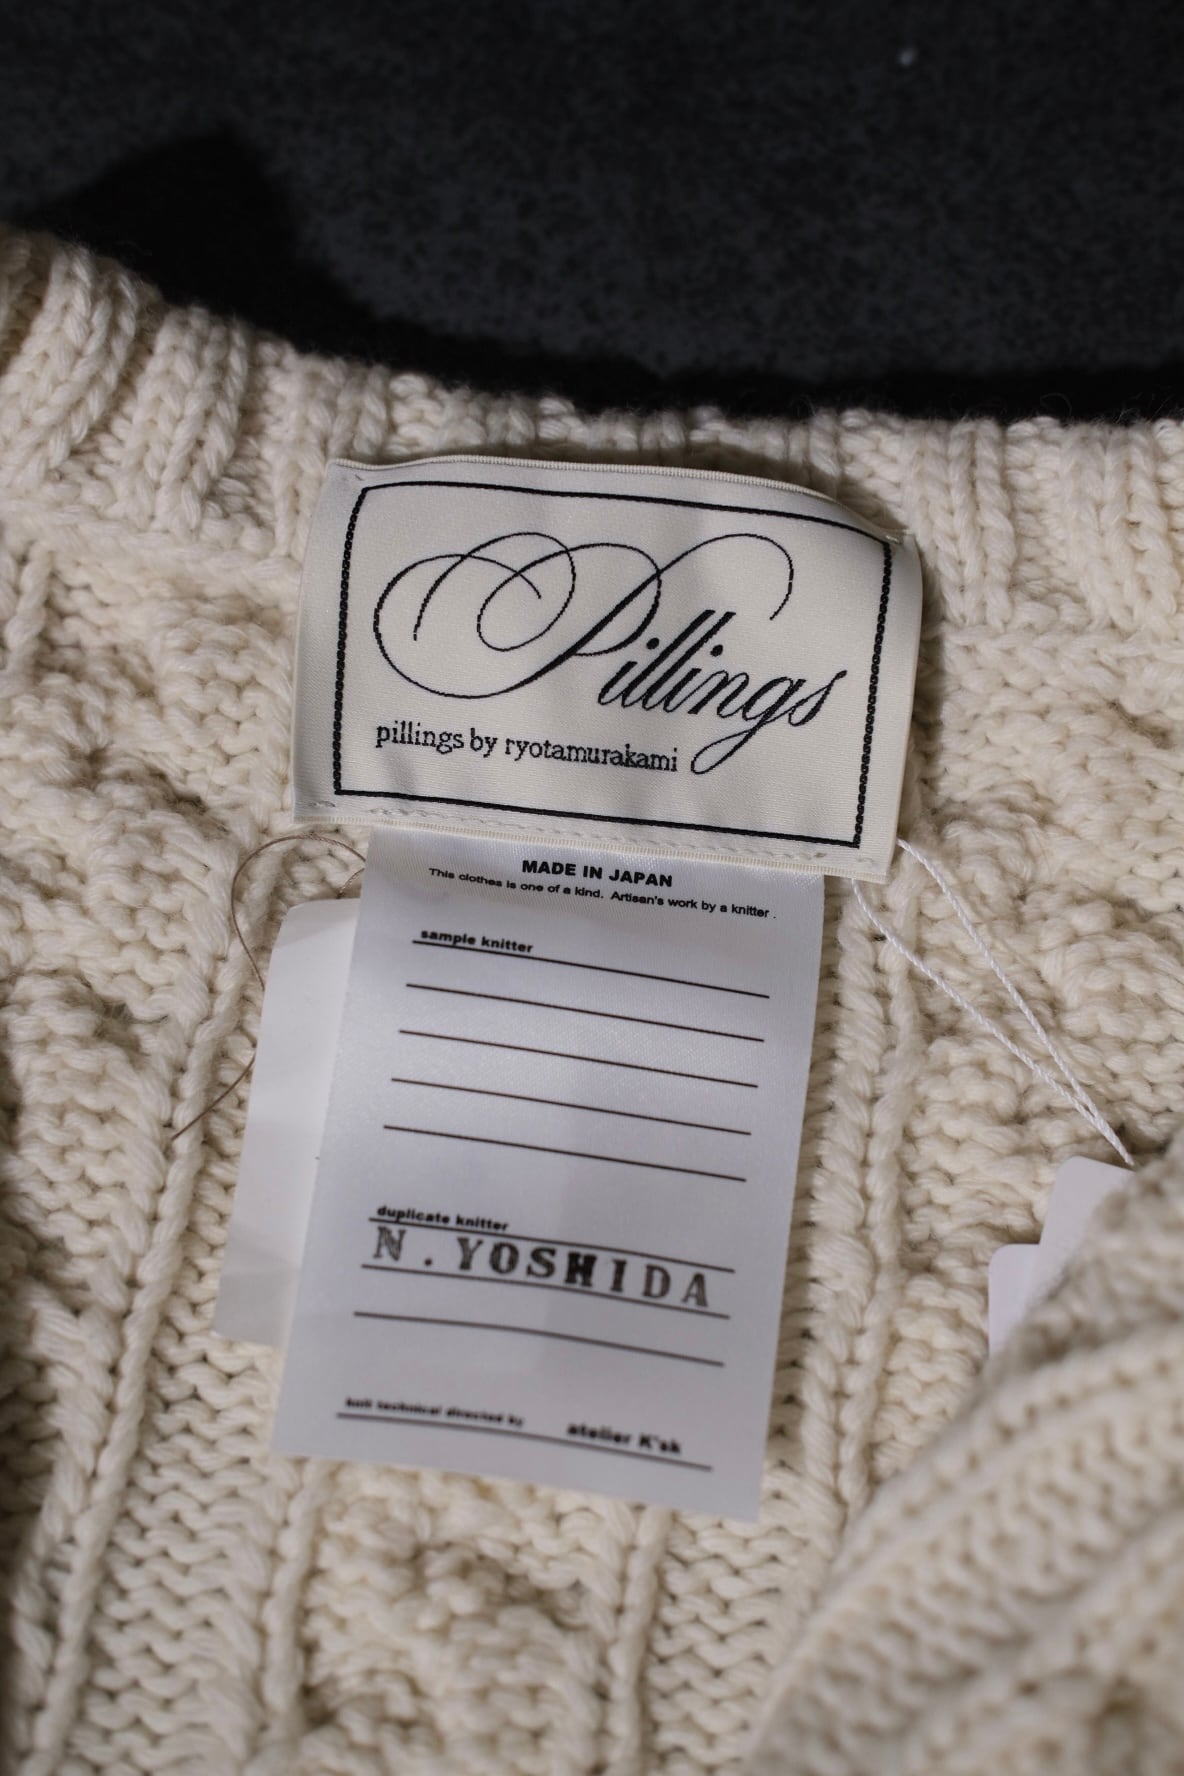 Pillings
pillings by ryotamurakami
MADE IN JAPAN
This clothes is one of a kind. Artisan's work by a knitter .
sample knitter
duplicate knitter
N.YOSHIDA
knit technical directed by atelier K'sk